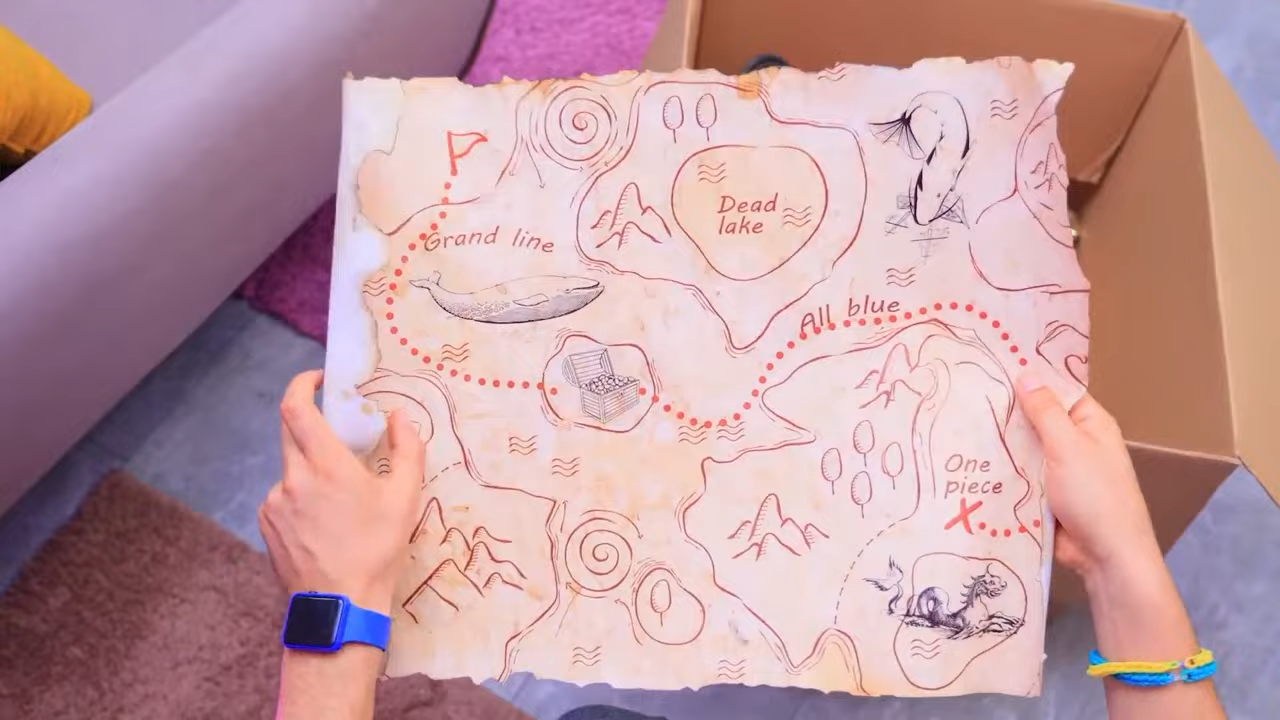 Dead
lake
Grand line
All blue
One
piece
X